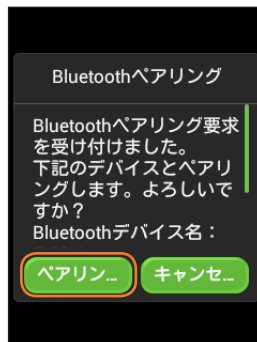 Bluetoothペアリング
Bluetoothペアリング要求
を受け付けました。
下記のデバイスとペアリ
ングします。よろしいで
すか？
Bluetoothデバイス名：
ペアリン...
キャンセ...